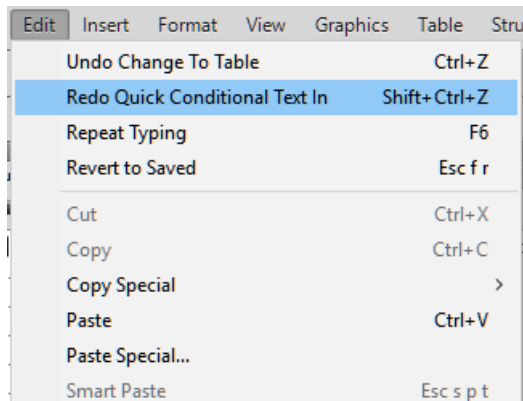 Edit Insert Format View Graphics Table Stru
Undo Change To Table Ctrl+Z
Redo Quick Conditional Text In Shift+Ctrl+Z
Repeat Typing F6
Revert to Saved Esc f r
Cut Ctrl+X
Copy Ctrl+C
Copy Special >
Paste Ctrl+V
Paste Special...
Smart Paste Esc s p t